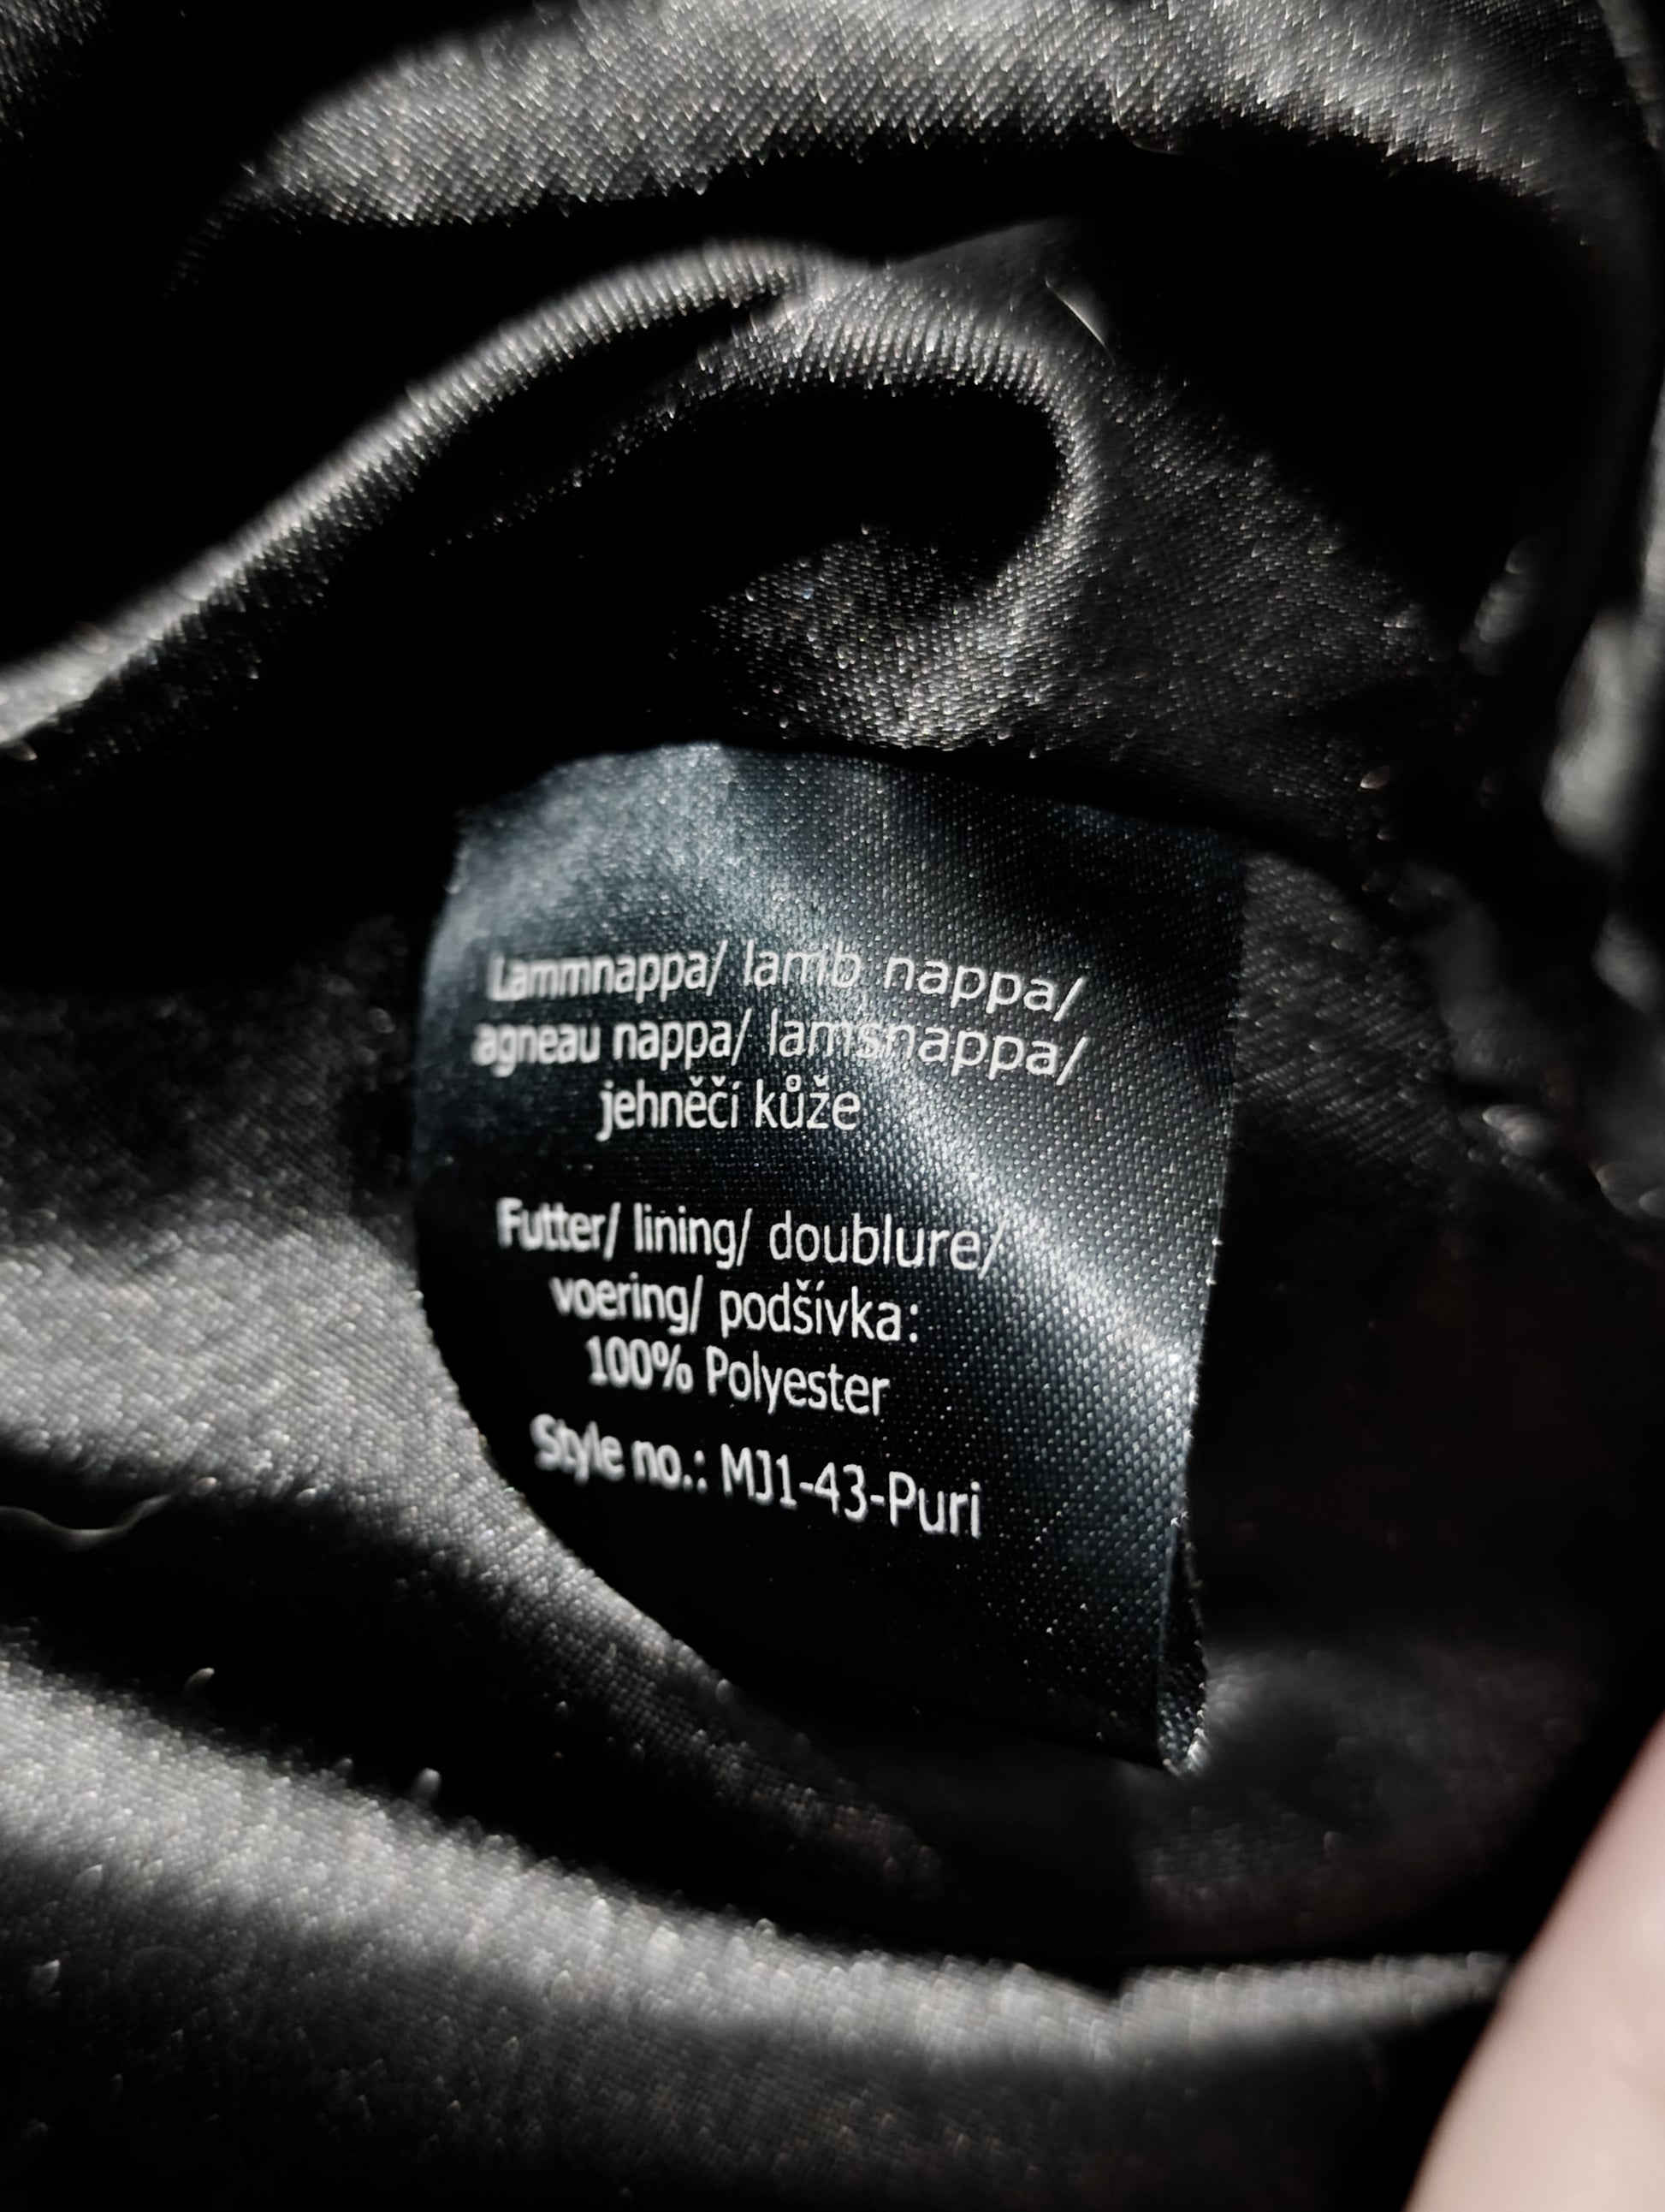 Lammnappa/ lamb nappa/
agneau nappa/ lamsnappa/
jehněčí kůže
Futter/ lining/ doublure/
voering/ podšívka:
100% Polyester
Style no.: MJ1-43-Puri